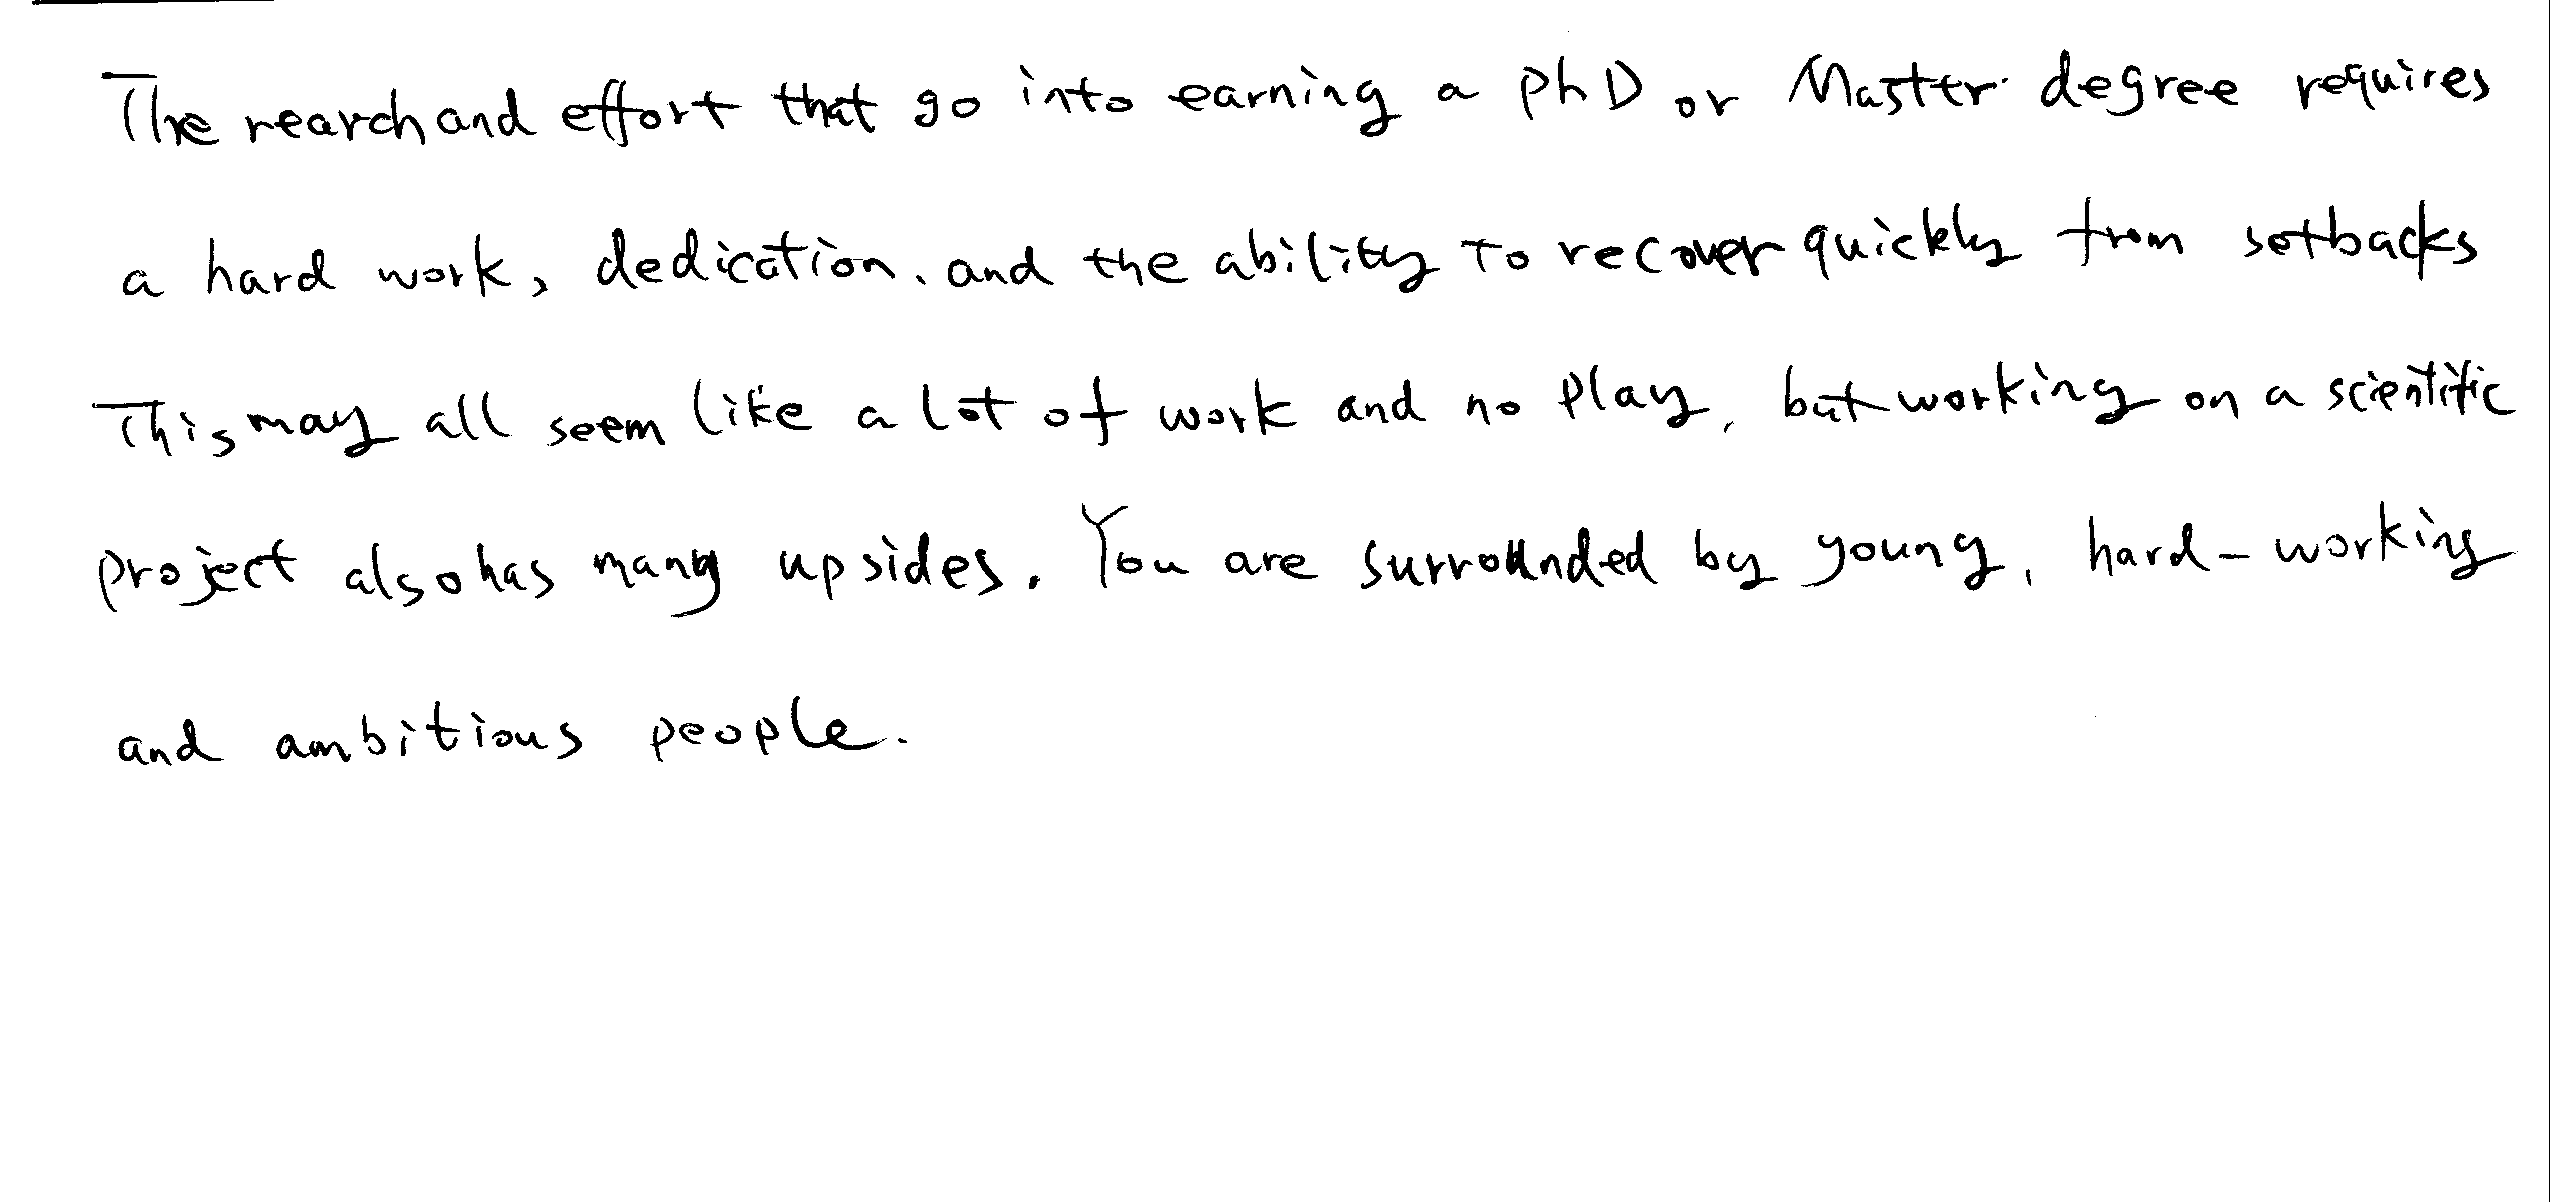 The rearch and effort that go into earning a PhD or Master degree requires
a hard work, dedication, and the ability to recover quickly from setbacks
This may all seem like a lot of work and no play, but working on a scientific
project also has many upsides. You are surrounded by young, hard-working
and ambitious people.